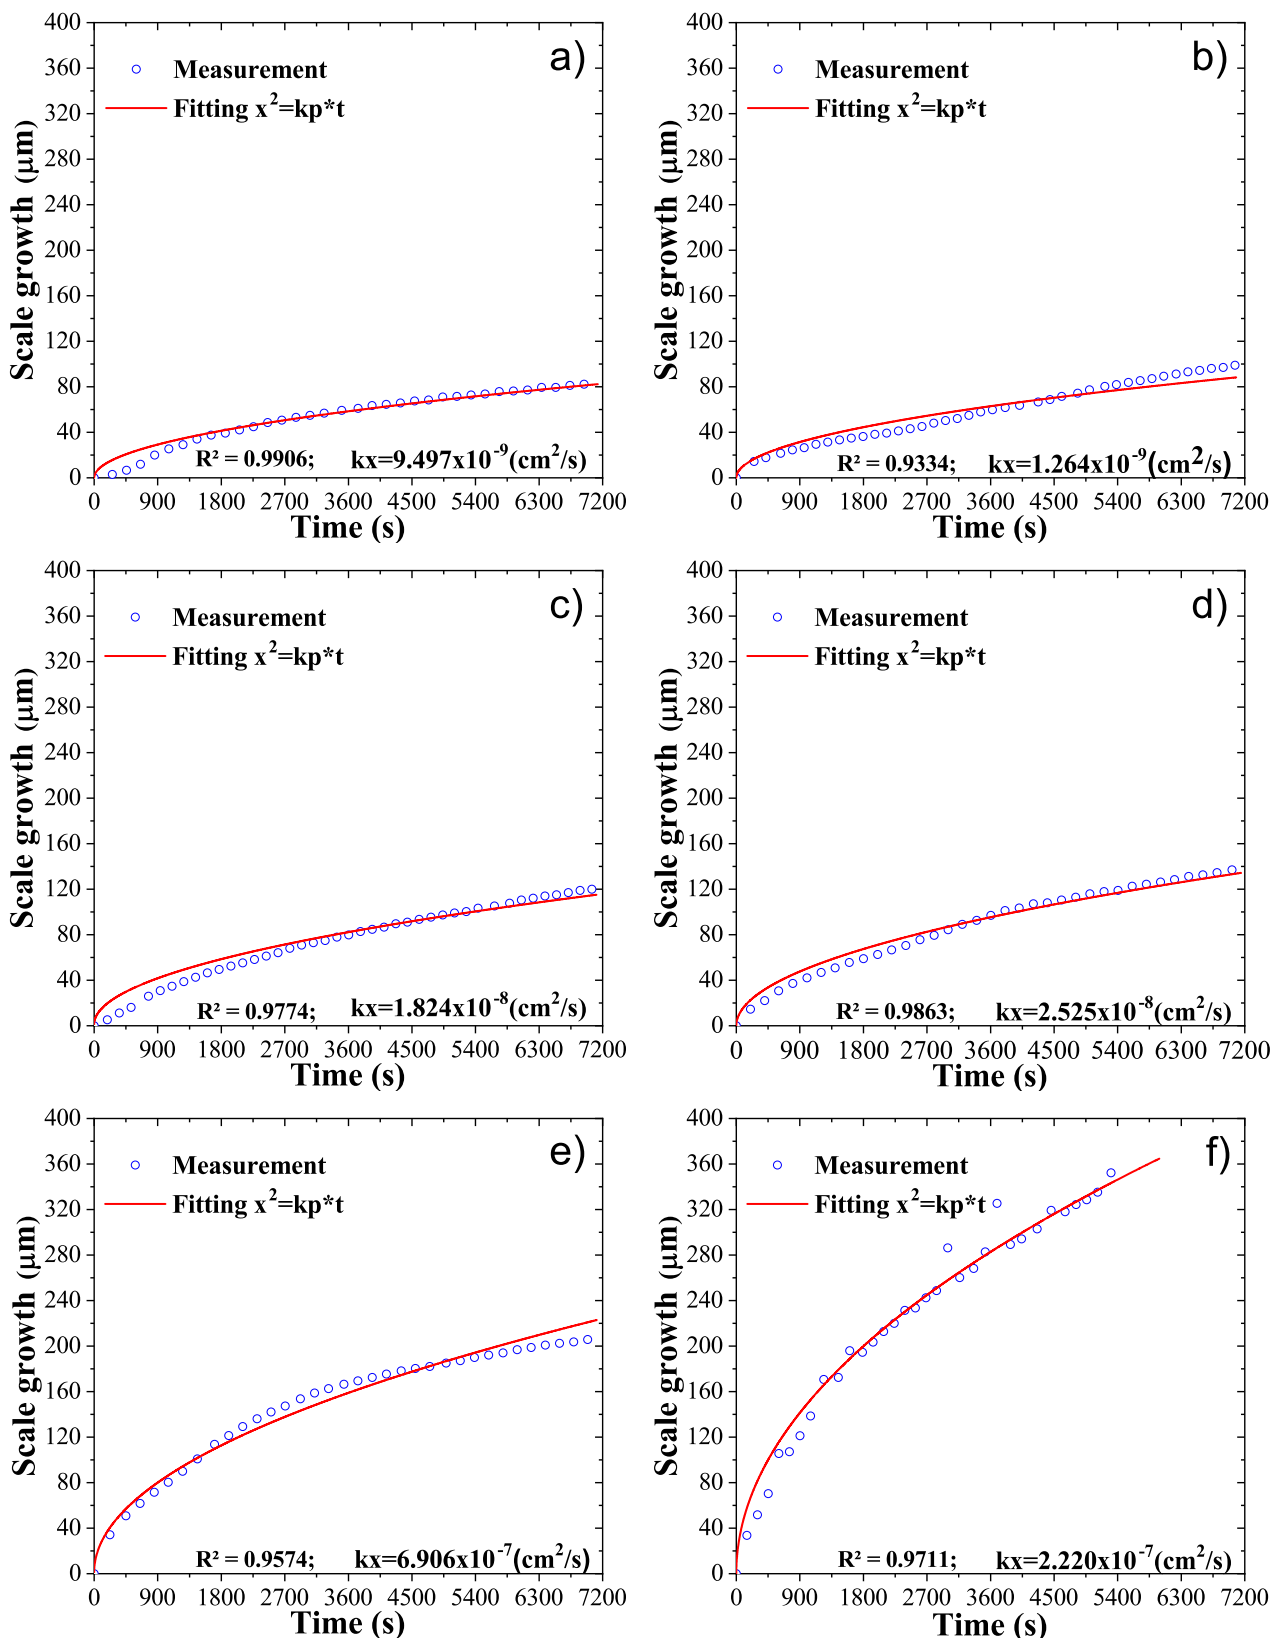 a)
Measurement
Fitting x²=kp*t
400
360
320
280
240
200
160
120
80
40
0
Scale growth (μm)
R² = 0.9906; kx=9.497x10⁻⁹(cm²/s)
0 900 1800 2700 3600 4500 5400 6300 7200
Time (s)
b)
Measurement
Fitting x²=kp*t
400
360
320
280
240
200
160
120
80
40
0
Scale growth (μm)
R² = 0.9334; kx=1.264x10⁻⁹(cm²/s)
0 900 1800 2700 3600 4500 5400 6300 7200
Time (s)
c)
Measurement
Fitting x²=kp*t
400
360
320
280
240
200
160
120
80
40
0
Scale growth (μm)
R² = 0.9774; kx=1.824x10⁻⁸(cm²/s)
0 900 1800 2700 3600 4500 5400 6300 7200
Time (s)
d)
Measurement
Fitting x²=kp*t
400
360
320
280
240
200
160
120
80
40
0
Scale growth (μm)
R² = 0.9863; kx=2.525x10⁻⁸(cm²/s)
0 900 1800 2700 3600 4500 5400 6300 7200
Time (s)
e)
Measurement
Fitting x²=kp*t
400
360
320
280
240
200
160
120
80
40
0
Scale growth (μm)
R² = 0.9574; kx=6.906x10⁻⁷(cm²/s)
0 900 1800 2700 3600 4500 5400 6300 7200
Time (s)
f)
Measurement
Fitting x²=kp*t
400
360
320
280
240
200
160
120
80
40
0
Scale growth (μm)
R² = 0.9711; kx=2.220x10⁻⁷(cm²/s)
0 900 1800 2700 3600 4500 5400 6300 7200
Time (s)